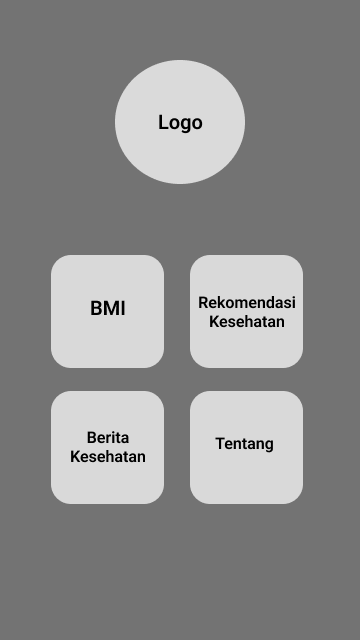 Logo
BMI
Rekomendasi
Kesehatan
Berita
Kesehatan
Tentang